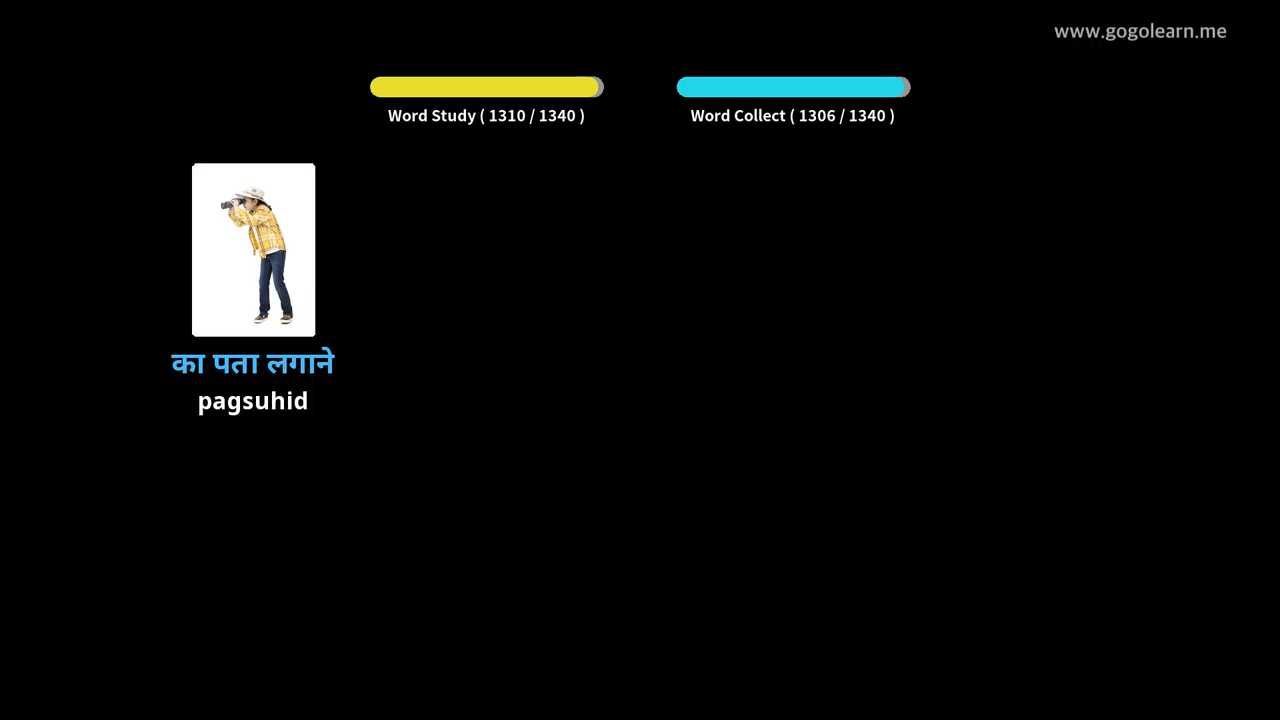 www.gogolearn.me
Word Study ( 1310 / 1340 )
Word Collect ( 1306 / 1340 )
का पता लगाने
pagsuhid